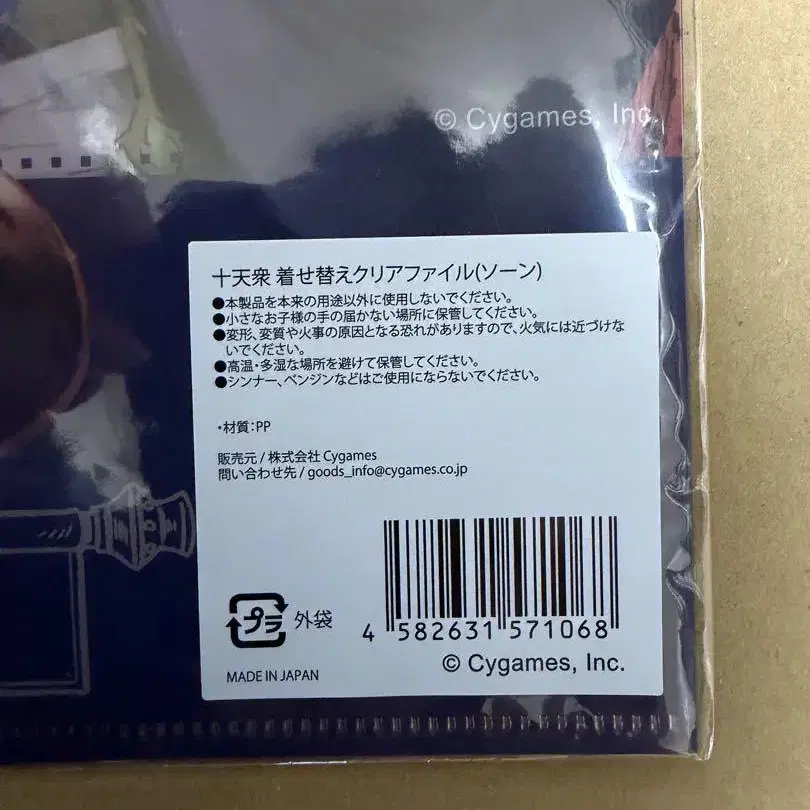 © Cygames, Inc.
十天衆 着せ替えクリアファイル(ソーン)
●本製品を本来の用途以外に使用しないでください。
●小さなお子様の手の届かない場所に保管してください。
●変形、変質や火事の原因となる恐れがありますので、火気には近づけな
いでください。
●高温・多湿な場所を避けて保管してください。
●シンナー、ベンジンなどはご使用にならないでください。
・材質：PP
販売元 / 株式会社 Cygames
問い合わせ先 / goods_info@cygames.co.jp
プラ 外袋
4 582631 571068
MADE IN JAPAN
© Cygames, Inc.